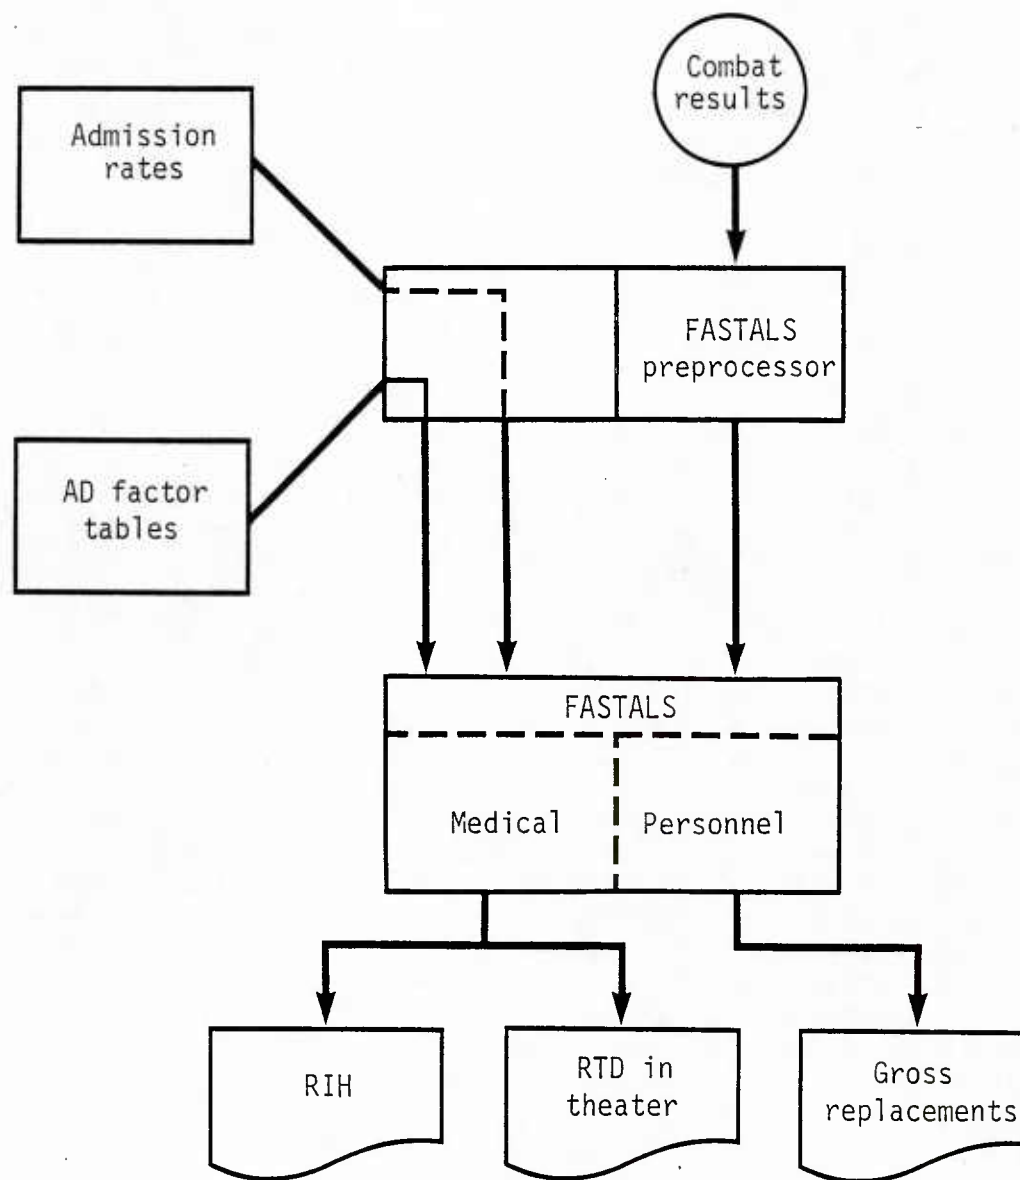 Combat
results
Admission
rates
FASTALS
preprocessor
AD factor
tables
FASTALS
Medical
Personnel
RIH
RTD in
theater
Gross
replacements